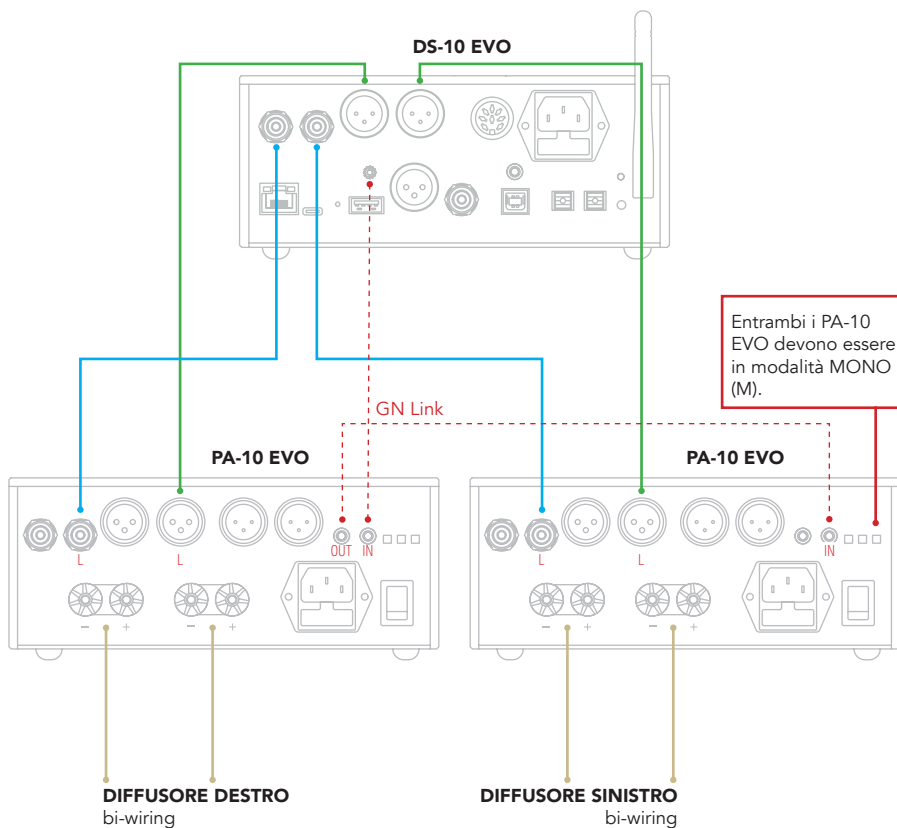 DS-10 EVO
Entrambi i PA-10
EVO devono essere
in modalità MONO
(M).
GN Link
PA-10 EVO
PA-10 EVO
L
L
OUT
IN
L
L
IN
−
+
−
+
−
+
−
+
DIFFUSORE DESTRO
bi-wiring
DIFFUSORE SINISTRO
bi-wiring